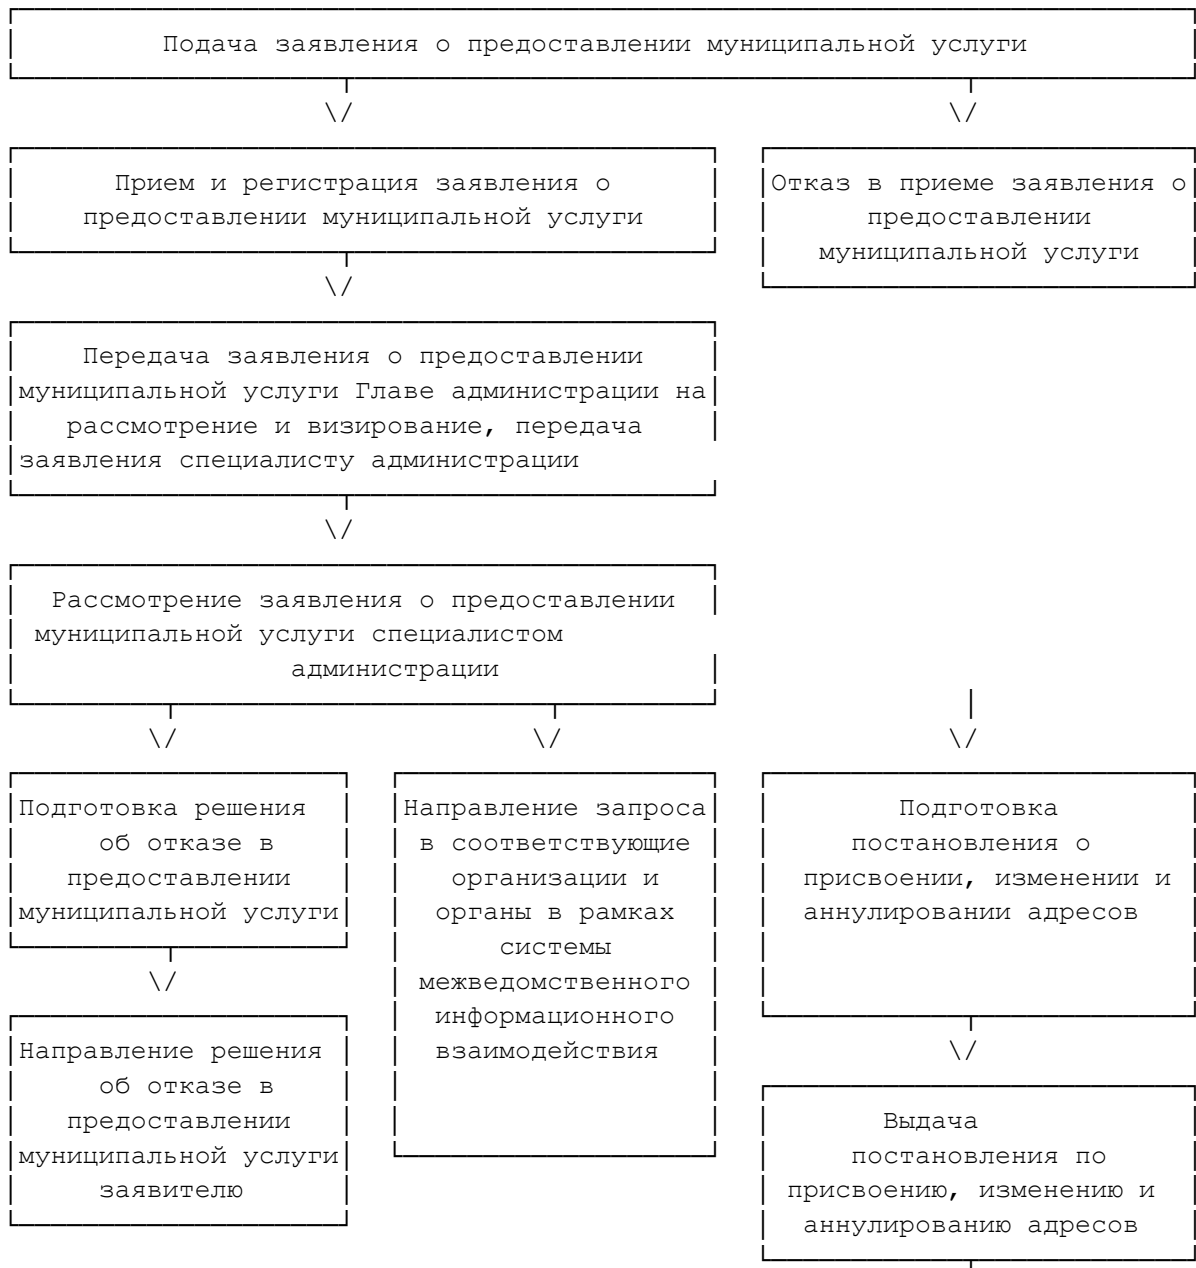 Подача заявления о предоставлении муниципальной услуги
Прием и регистрация заявления о
предоставлении муниципальной услуги
Отказ в приеме заявления о
предоставлении
муниципальной услуги
Передача заявления о предоставлении
муниципальной услуги Главе администрации на
рассмотрение и визирование, передача
заявления специалисту администрации
Рассмотрение заявления о предоставлении
муниципальной услуги специалистом
администрации
Подготовка решения
об отказе в
предоставлении
муниципальной услуги
Направление решения
об отказе в
предоставлении
муниципальной услуги
заявителю
Направление запроса
в соответствующие
организации и
органы в рамках
системы
межведомственного
информационного
взаимодействия
Подготовка
постановления о
присвоении, изменении и
аннулировании адресов
Выдача
постановления по
присвоению, изменению и
аннулированию адресов